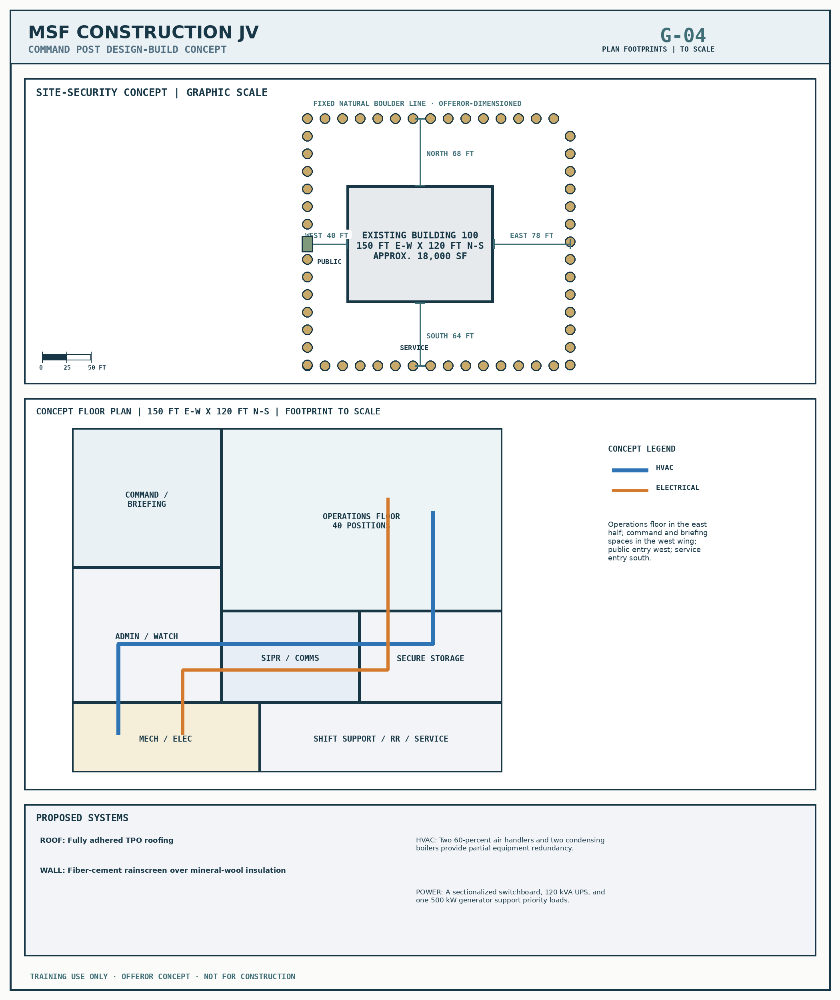 MSF CONSTRUCTION JV
COMMAND POST DESIGN-BUILD CONCEPT
G-04
PLAN FOOTPRINTS | TO SCALE
SITE-SECURITY CONCEPT | GRAPHIC SCALE
FIXED NATURAL BOULDER LINE · OFFEROR-DIMENSIONED
NORTH 68 FT
WEST 40 FT
EXISTING BUILDING 100
150 FT E-W X 120 FT N-S
APPROX. 18,000 SF
EAST 78 FT
PUBLIC
SOUTH 64 FT
SERVICE
0 25 50 FT
CONCEPT FLOOR PLAN | 150 FT E-W X 120 FT N-S | FOOTPRINT TO SCALE
COMMAND /
BRIEFING
OPERATIONS FLOOR
40 POSITIONS
ADMIN / WATCH
SIPR / COMMS
SECURE STORAGE
MECH / ELEC
SHIFT SUPPORT / RR / SERVICE
CONCEPT LEGEND
HVAC
ELECTRICAL
Operations floor in the east
half; command and briefing
spaces in the west wing;
public entry west; service
entry south.
PROPOSED SYSTEMS
ROOF: Fully adhered TPO roofing
WALL: Fiber-cement rainscreen over mineral-wool insulation
HVAC: Two 60-percent air handlers and two condensing
boilers provide partial equipment redundancy.
POWER: A sectionalized switchboard, 120 kVA UPS, and
one 500 kW generator support priority loads.
TRAINING USE ONLY · OFFEROR CONCEPT · NOT FOR CONSTRUCTION